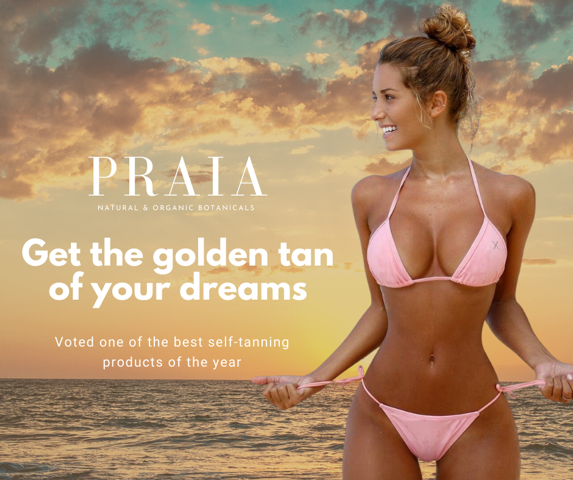 PRAIA
NATURAL & ORGANIC BOTANICALS
Get the golden tan
of your dreams
Voted one of the best self-tanning
products of the year